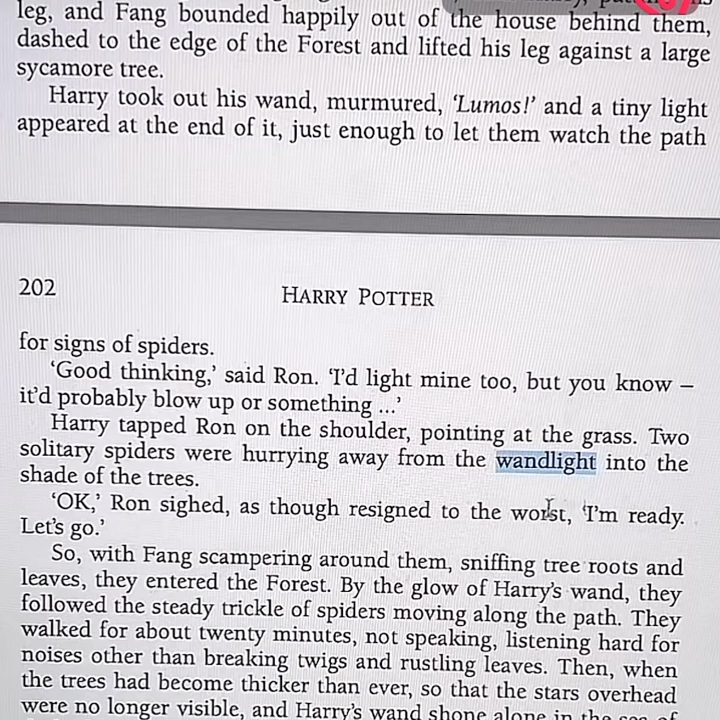 leg, and Fang bounded happily out of the house behind them,
dashed to the edge of the Forest and lifted his leg against a large
sycamore tree.
Harry took out his wand, murmured, ‘Lumos!’ and a tiny light
appeared at the end of it, just enough to let them watch the path
202
HARRY POTTER
for signs of spiders.
‘Good thinking,’ said Ron. ‘I’d light mine too, but you know –
it’d probably blow up or something ...’
Harry tapped Ron on the shoulder, pointing at the grass. Two
solitary spiders were hurrying away from the wandlight into the
shade of the trees.
‘OK,’ Ron sighed, as though resigned to the worst, ‘I’m ready.
Let’s go.’
So, with Fang scampering around them, sniffing tree roots and
leaves, they entered the Forest. By the glow of Harry’s wand, they
followed the steady trickle of spiders moving along the path. They
walked for about twenty minutes, not speaking, listening hard for
noises other than breaking twigs and rustling leaves. Then, when
the trees had become thicker than ever, so that the stars overhead
were no longer visible, and Harry’s wand shone alone in the sea of